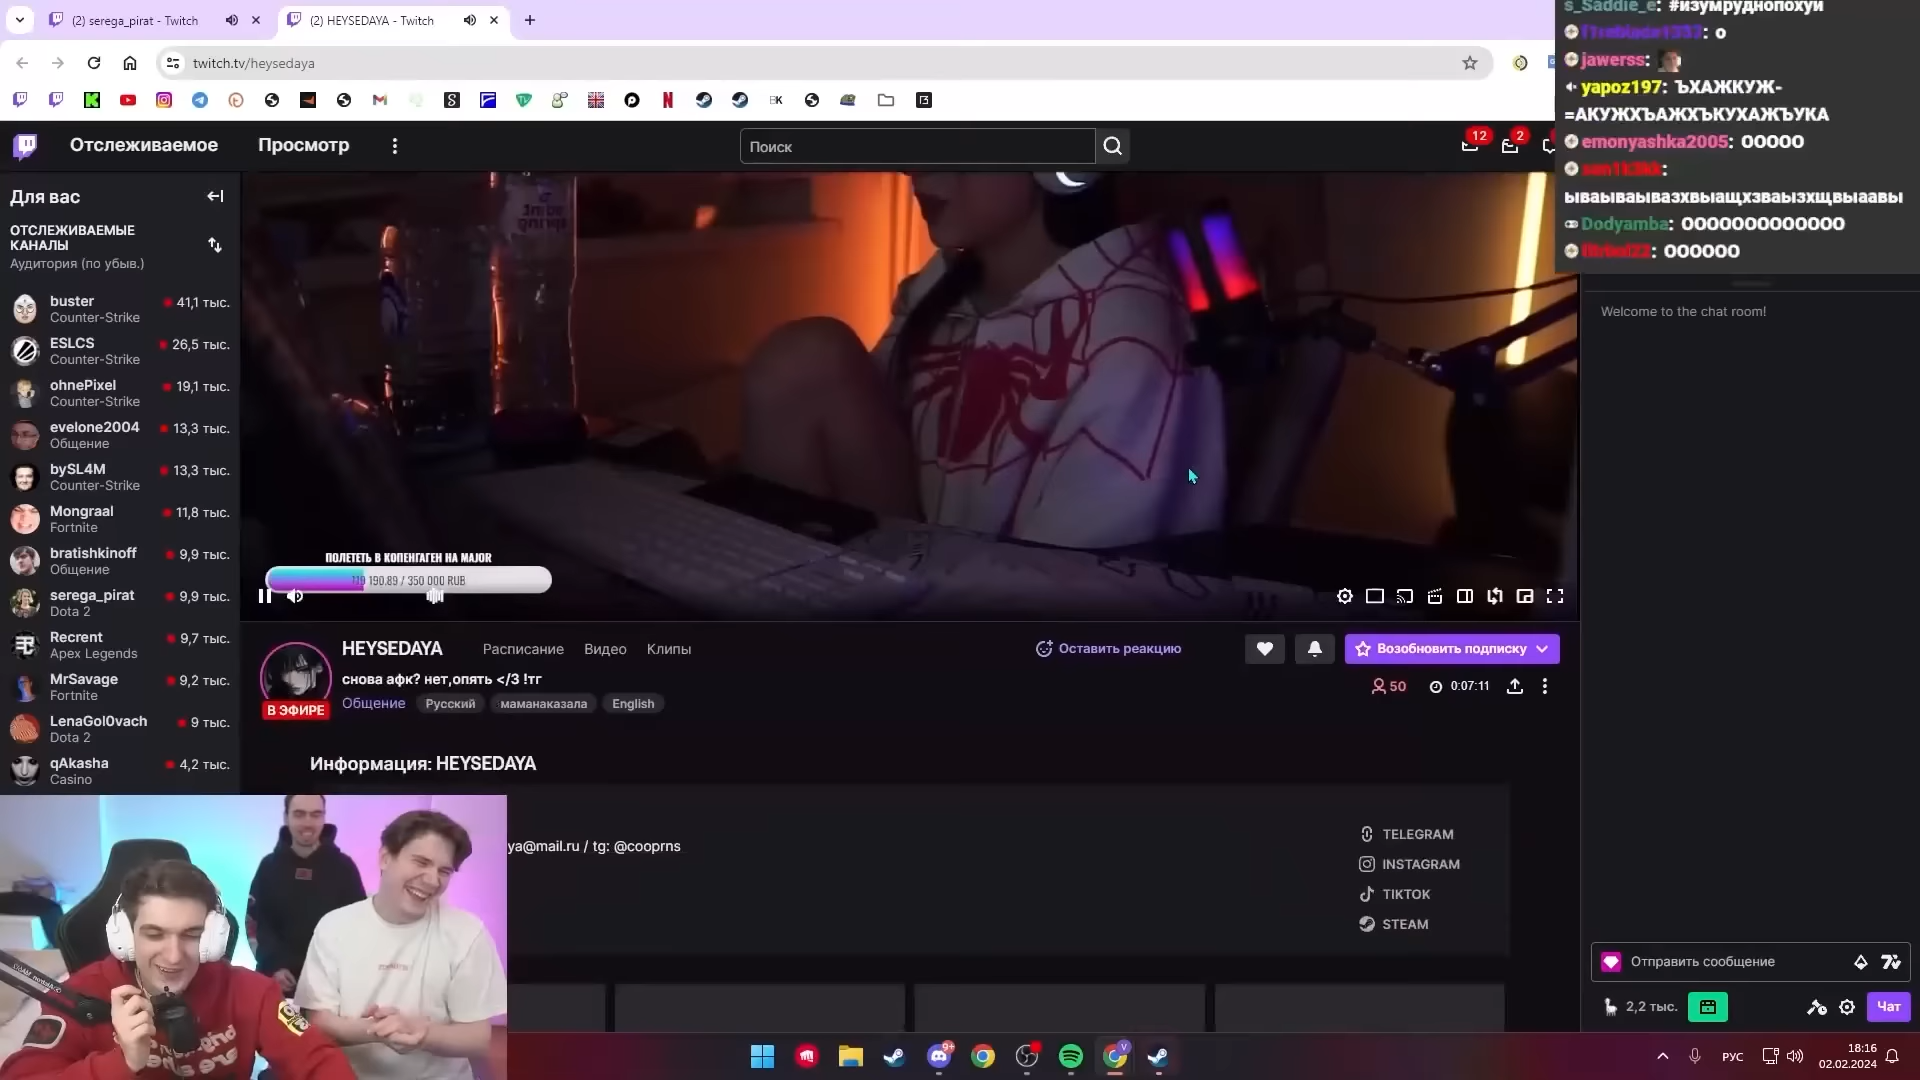 (2) serega_pirat - Twitch
(2) HEYSEDAYA - Twitch
twitch.tv/heysedaya
Отслеживаемое
Просмотр
Поиск
12
2
s_Saddie_e: #изумруднопохуи
: o
jawerss:
yapoz197: ЪХАЖКУЖ-
=АКУЖХЪАЖХЪКУХАЖЪУКА
emonyashka2005: OOOOO
ываываывазхвыащхзваызхщвыаавы
Dodyamba: OOOOOOOOOOOOO
: OOOOOO
Welcome to the chat room!
Для вас
ОТСЛЕЖИВАЕМЫЕ
КАНАЛЫ
Аудитория (по убыв.)
buster 41,1 тыс.
Counter-Strike
ESLCS 26,5 тыс.
Counter-Strike
ohnePixel 19,1 тыс.
Counter-Strike
evelone2004 13,3 тыс.
Общение
bySL4M 13,3 тыс.
Counter-Strike
Mongraal 11,8 тыс.
Fortnite
bratishkinoff 9,9 тыс.
Общение
serega_pirat 9,9 тыс.
Dota 2
Recrent 9,7 тыс.
Apex Legends
MrSavage 9,2 тыс.
Fortnite
LenaGol0vach 9 тыс.
Dota 2
qAkasha 4,2 тыс.
Casino
ПОЛЕТЕТЬ В КОПЕНГАГЕН НА MAJOR
119 190.89 / 350 000 RUB
HEYSEDAYA
Расписание
Видео
Клипы
Оставить реакцию
Возобновить подписку
снова афк? нет,опять </3 !тг
50
0:07:11
В ЭФИРЕ
Общение
Русский
маманаказала
English
Информация: HEYSEDAYA
ya@mail.ru / tg: @cooprns
TELEGRAM
INSTAGRAM
TIKTOK
STEAM
Отправить сообщение
2,2 тыс.
Чат
9+
V
РУС
18:16
02.02.2024